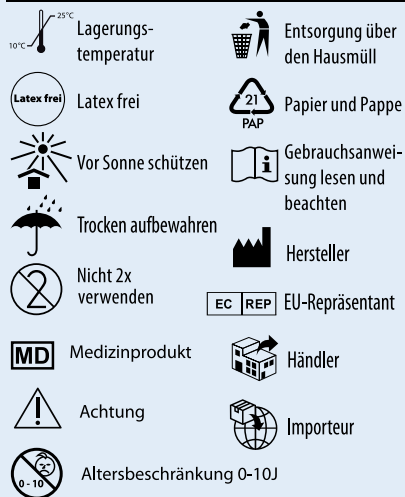 25°C
10°C
Lagerungs-
temperatur
Latex frei
Latex frei
Vor Sonne schützen
Trocken aufbewahren
2
Nicht 2x
verwenden
MD
Medizinprodukt
Achtung
0 - 10
Altersbeschränkung 0-10J
Entsorgung über
den Hausmüll
21
PAP
Papier und Pappe
i
Gebrauchsanwei-
sung lesen und
beachten
Hersteller
EC REP
EU-Repräsentant
Händler
Importeur